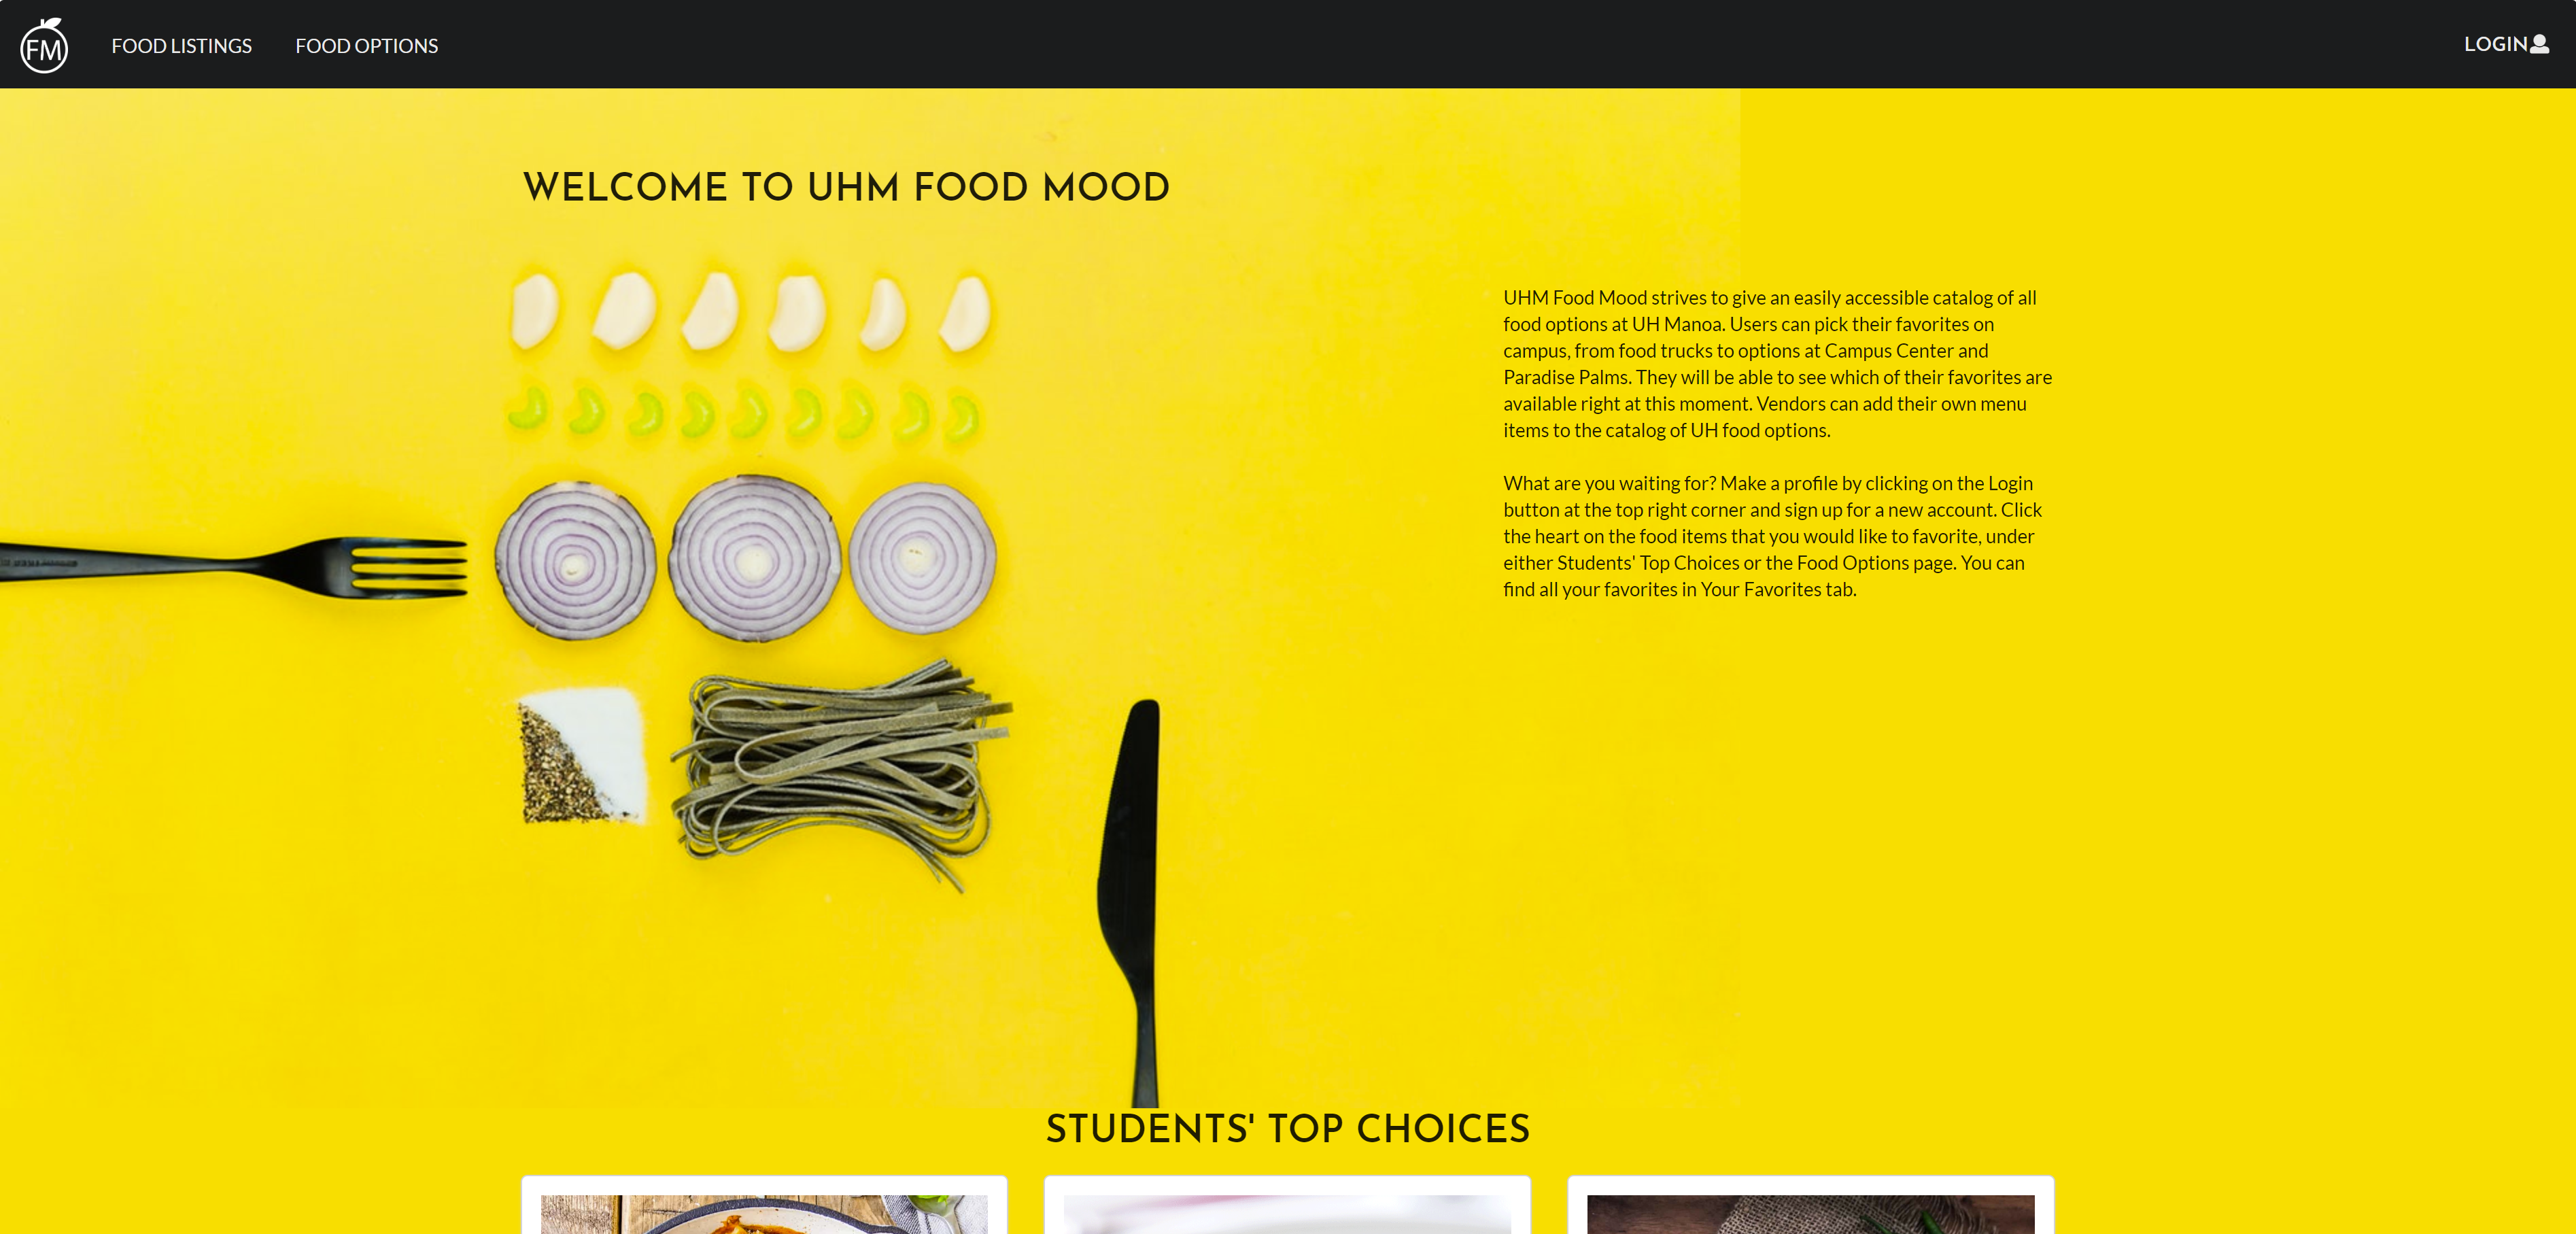 FM
FOOD LISTINGS
FOOD OPTIONS
LOGIN
WELCOME TO UHM FOOD MOOD
UHM Food Mood strives to give an easily accessible catalog of all
food options at UH Manoa. Users can pick their favorites on
campus, from food trucks to options at Campus Center and
Paradise Palms. They will be able to see which of their favorites are
available right at this moment. Vendors can add their own menu
items to the catalog of UH food options.
What are you waiting for? Make a profile by clicking on the Login
button at the top right corner and sign up for a new account. Click
the heart on the food items that you would like to favorite, under
either Students' Top Choices or the Food Options page. You can
find all your favorites in Your Favorites tab.
STUDENTS' TOP CHOICES